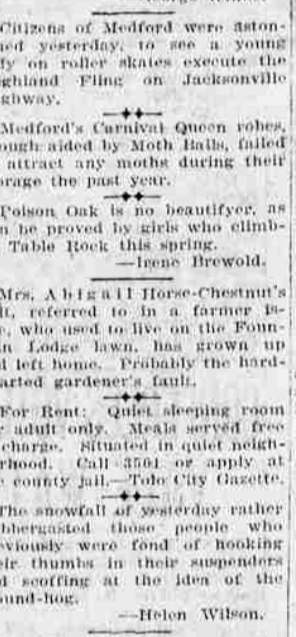 Citizens of Medford were aston-
ned yesterday, to see a young
dy on roller skates execute the
ghland Fling on Jacksonville
ghway.
Medford's Carnival Queen robes,
ough aided by Moth Balls, failed
attract any moths during their
orage the past year.
Poison Oak is no beautifyer, as
n be proved by girls who climb-
Table Rock this spring.
—Irene Brewold.
Mrs. Abigail Horse-Chestnut's
lt, referred to in a farmer is-
e, who used to live on the Foun-
in Lodge lawn, has grown up
d left home. Probably the hard-
arted gardener's fault.
For Rent: Quiet sleeping room
r adult only. Meals served free
charge. Situated in quiet neigh-
rhood. Call 3561 or apply at
e county jail.—Tolo City Gazette.
The snowfall of yesterday rather
bbergasted those people who
eviously were fond of hooking
eir thumbs in their suspenders
d scoffing at the idea of the
ound-hog.
—Helen Wilson.